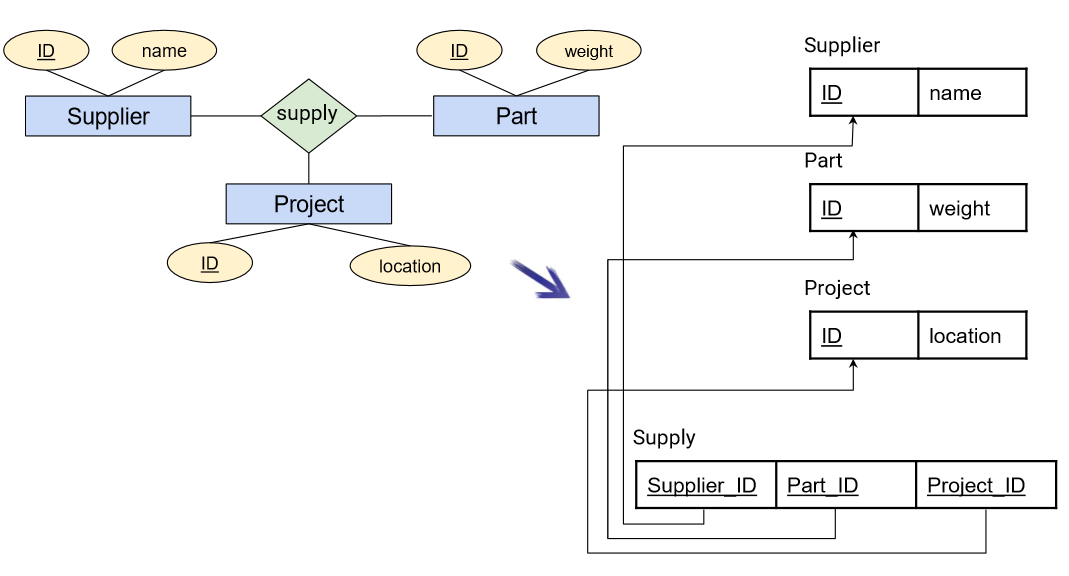 ID
name
Supplier
supply
ID
weight
Part
Project
ID
location
Supplier
ID
name
Part
ID
weight
Project
ID
location
Supply
Supplier_ID
Part_ID
Project_ID